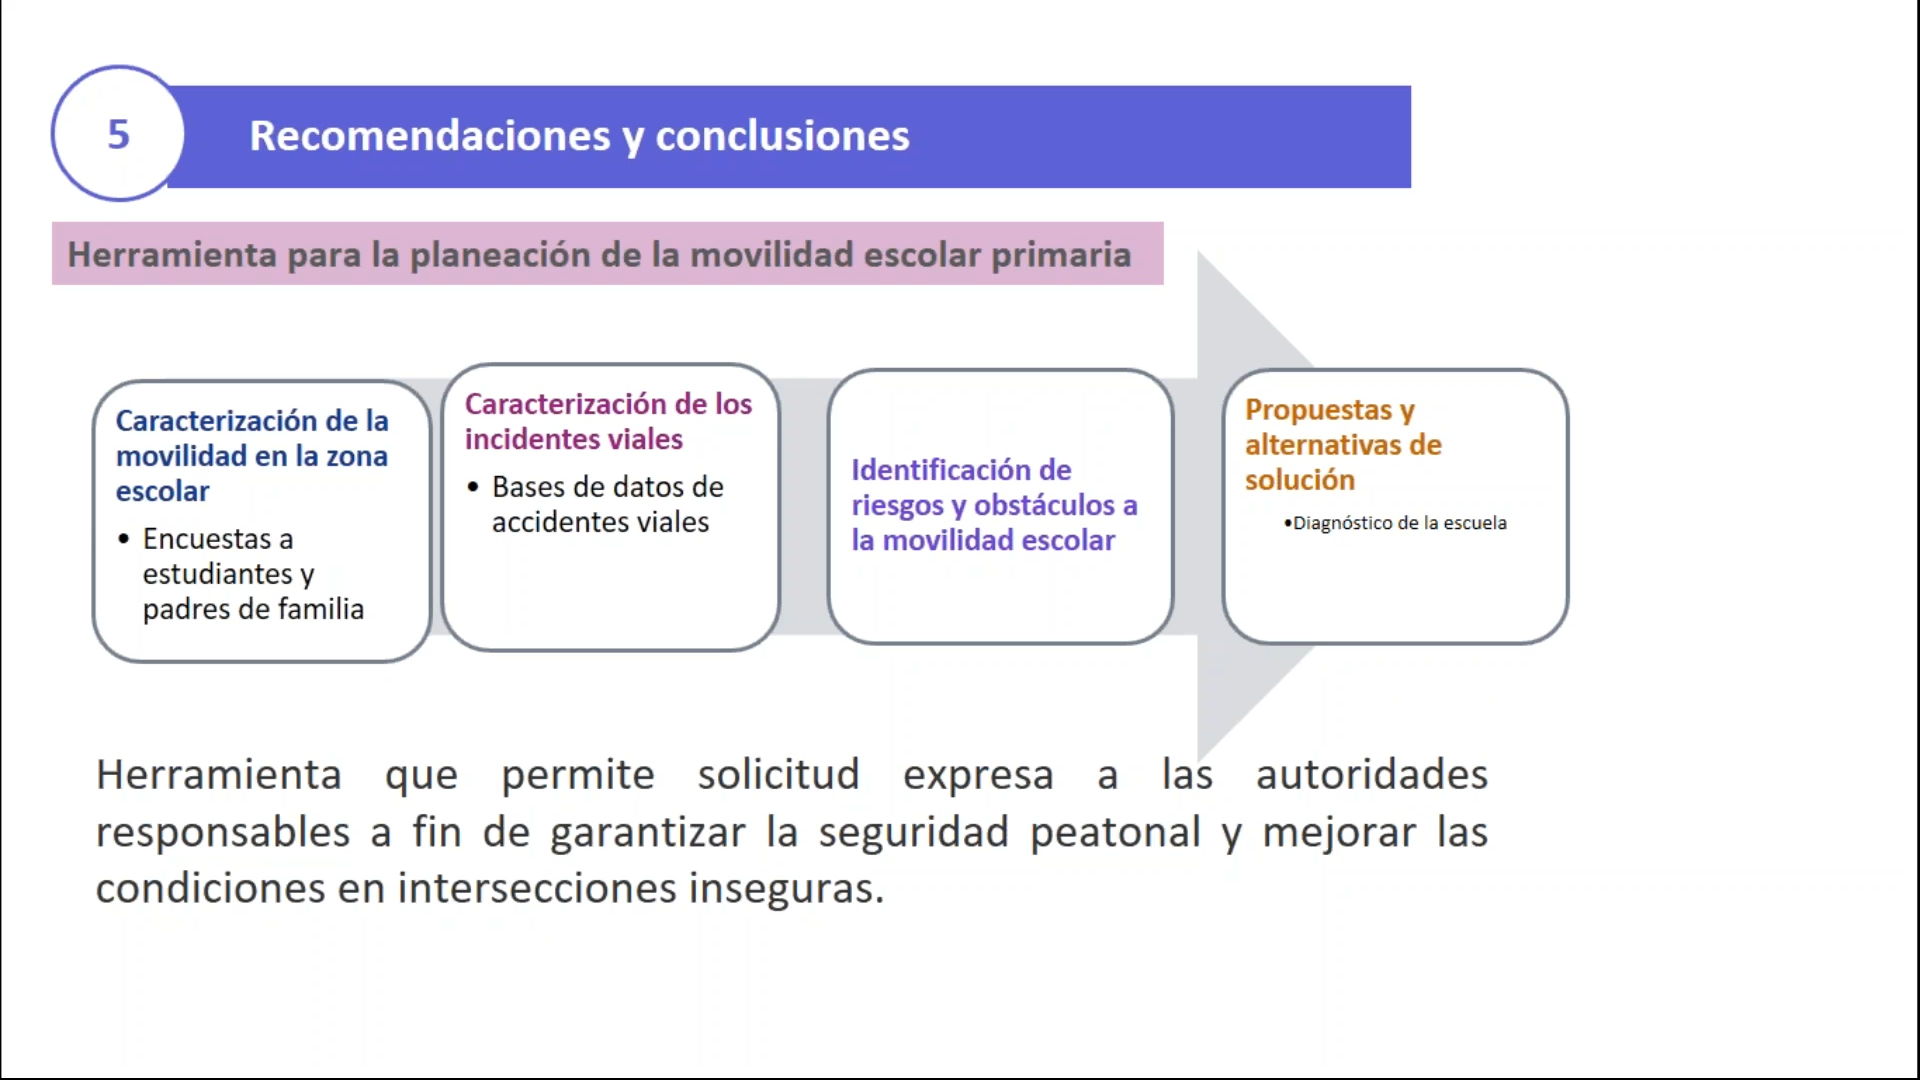 5
Recomendaciones y conclusiones
Herramienta para la planeación de la movilidad escolar primaria
Caracterización de la
movilidad en la zona
escolar
• Encuestas a
estudiantes y
padres de familia
Caracterización de los
incidentes viales
• Bases de datos de
accidentes viales
Identificación de
riesgos y obstáculos a
la movilidad escolar
Propuestas y
alternativas de
solución
•Diagnóstico de la escuela
Herramienta que permite solicitud expresa a las autoridades
responsables a fin de garantizar la seguridad peatonal y mejorar las
condiciones en intersecciones inseguras.